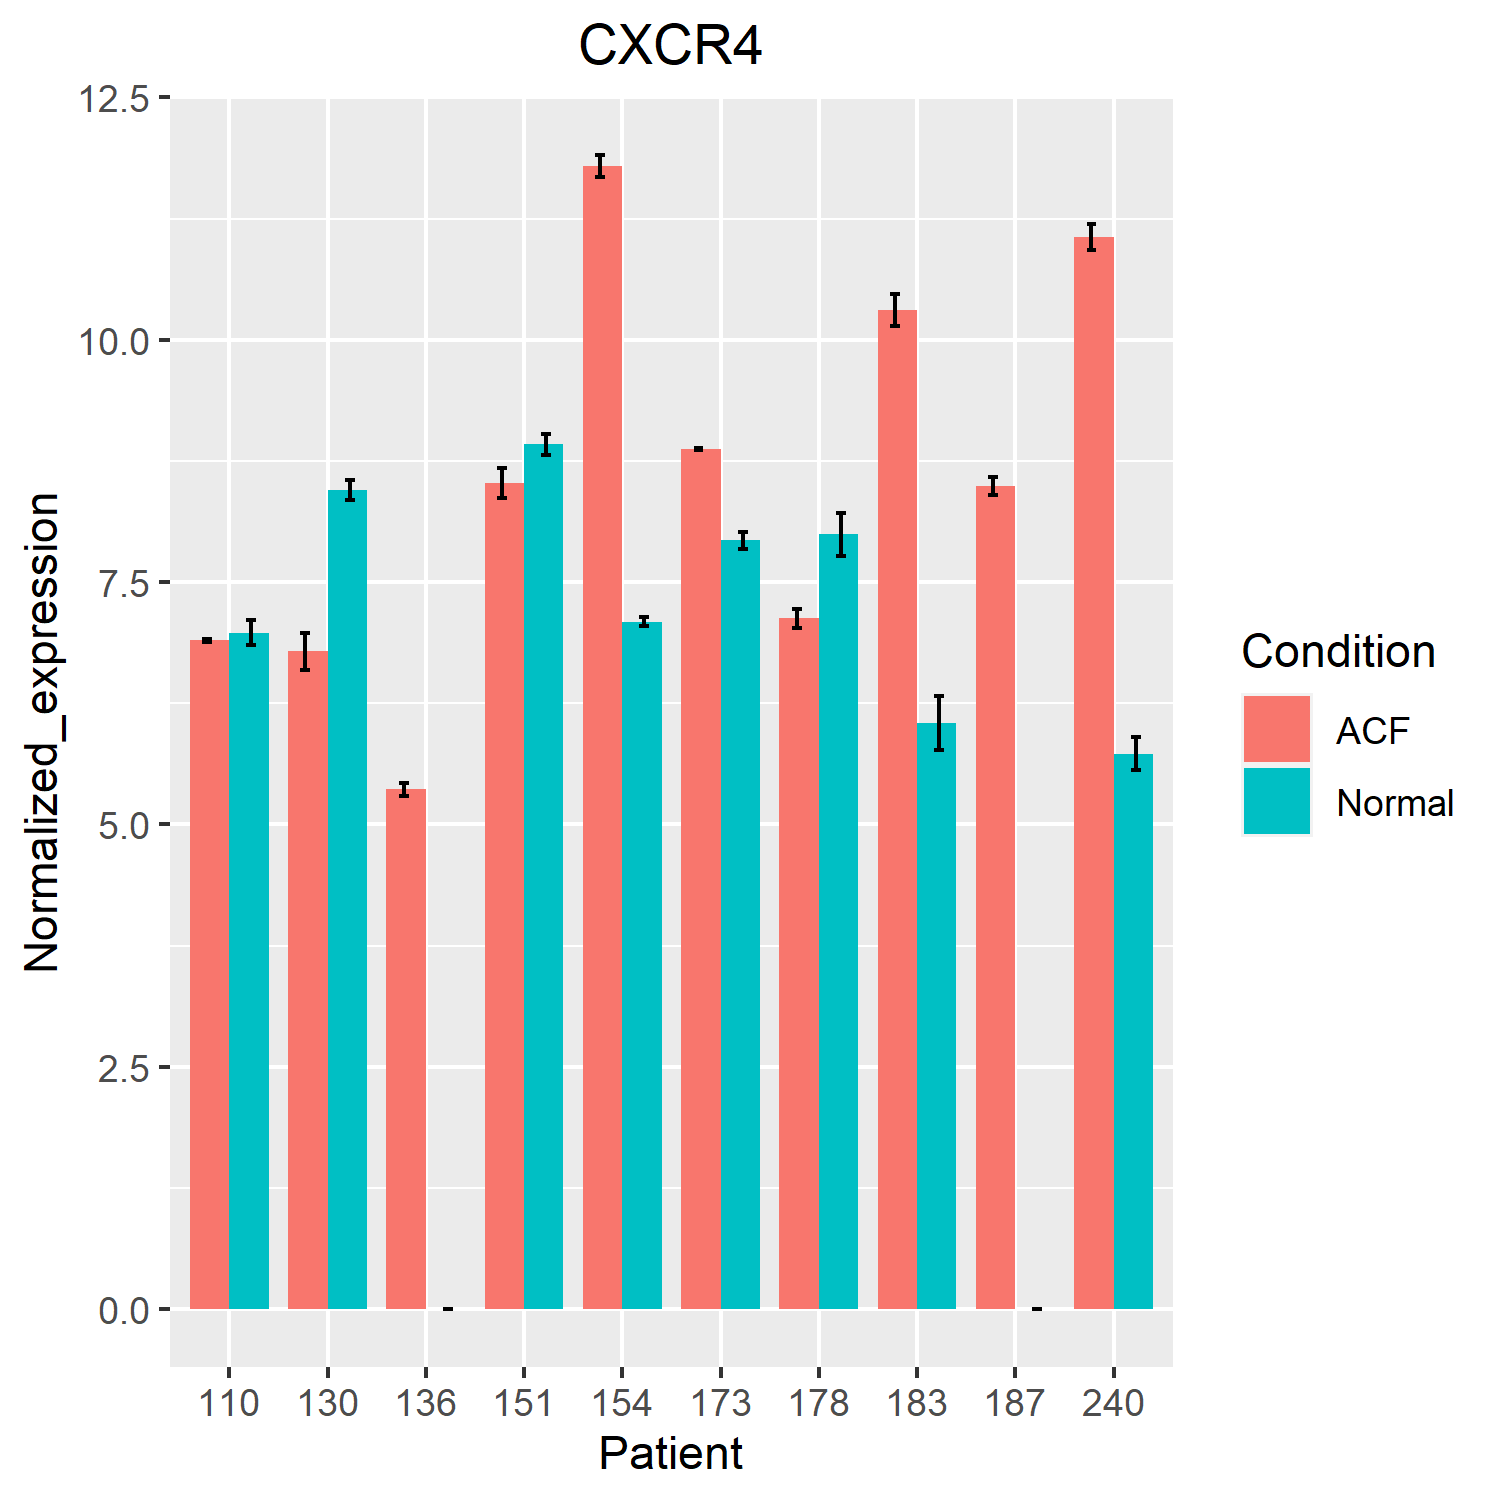 CXCR4
12.5
10.0
7.5
5.0
2.5
0.0
Normalized_expression
110 130 136 151 154 173 178 183 187 240
Patient
Condition
ACF
Normal